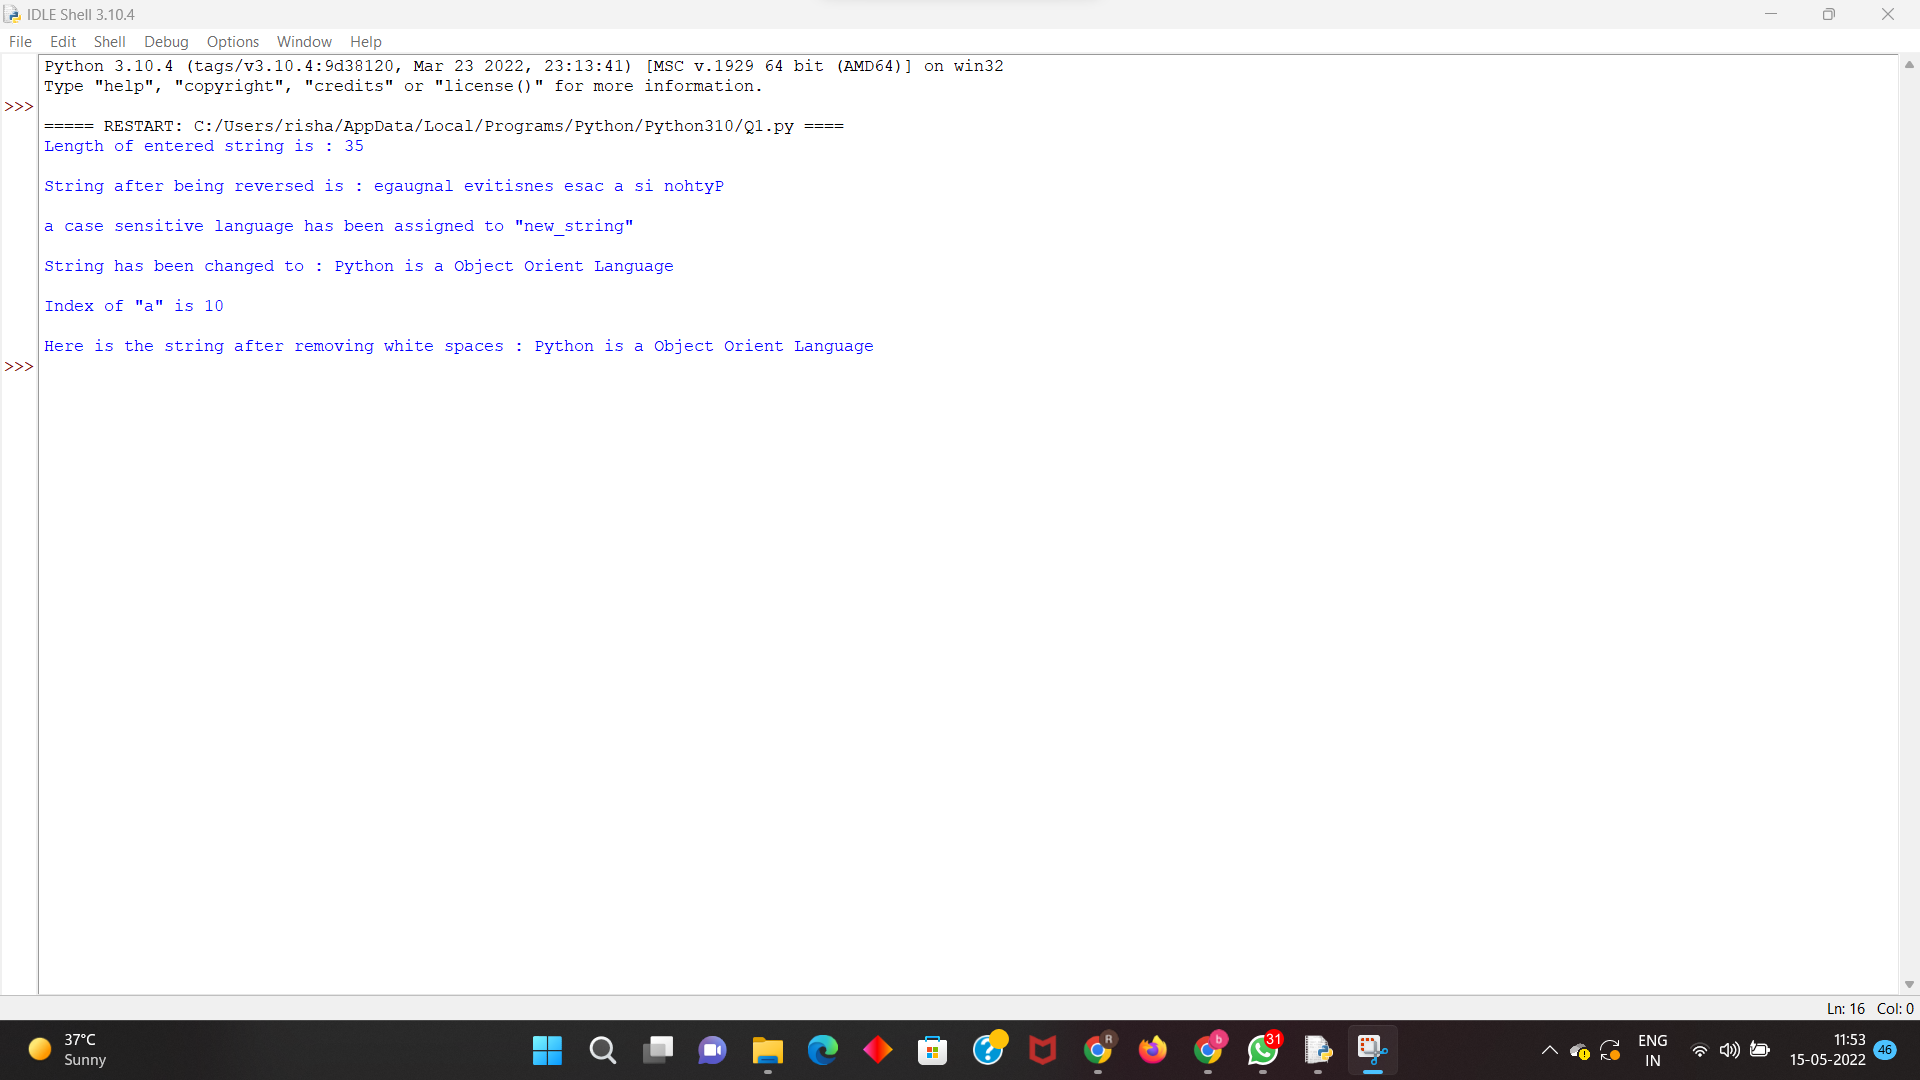 IDLE Shell 3.10.4
File Edit Shell Debug Options Window Help
Python 3.10.4 (tags/v3.10.4:9d38120, Mar 23 2022, 23:13:41) [MSC v.1929 64 bit (AMD64)] on win32
Type "help", "copyright", "credits" or "license()" for more information.
>>>
===== RESTART: C:/Users/risha/AppData/Local/Programs/Python/Python310/Q1.py ====
Length of entered string is : 35
String after being reversed is : egaugnal evitisnes esac a si nohtyP
a case sensitive language has been assigned to "new_string"
String has been changed to : Python is a Object Orient Language
Index of "a" is 10
Here is the string after removing white spaces : Python is a Object Orient Language
>>>
Ln: 16 Col: 0
37°C
Sunny
R
b
31
ENG
IN
11:53
15-05-2022
46